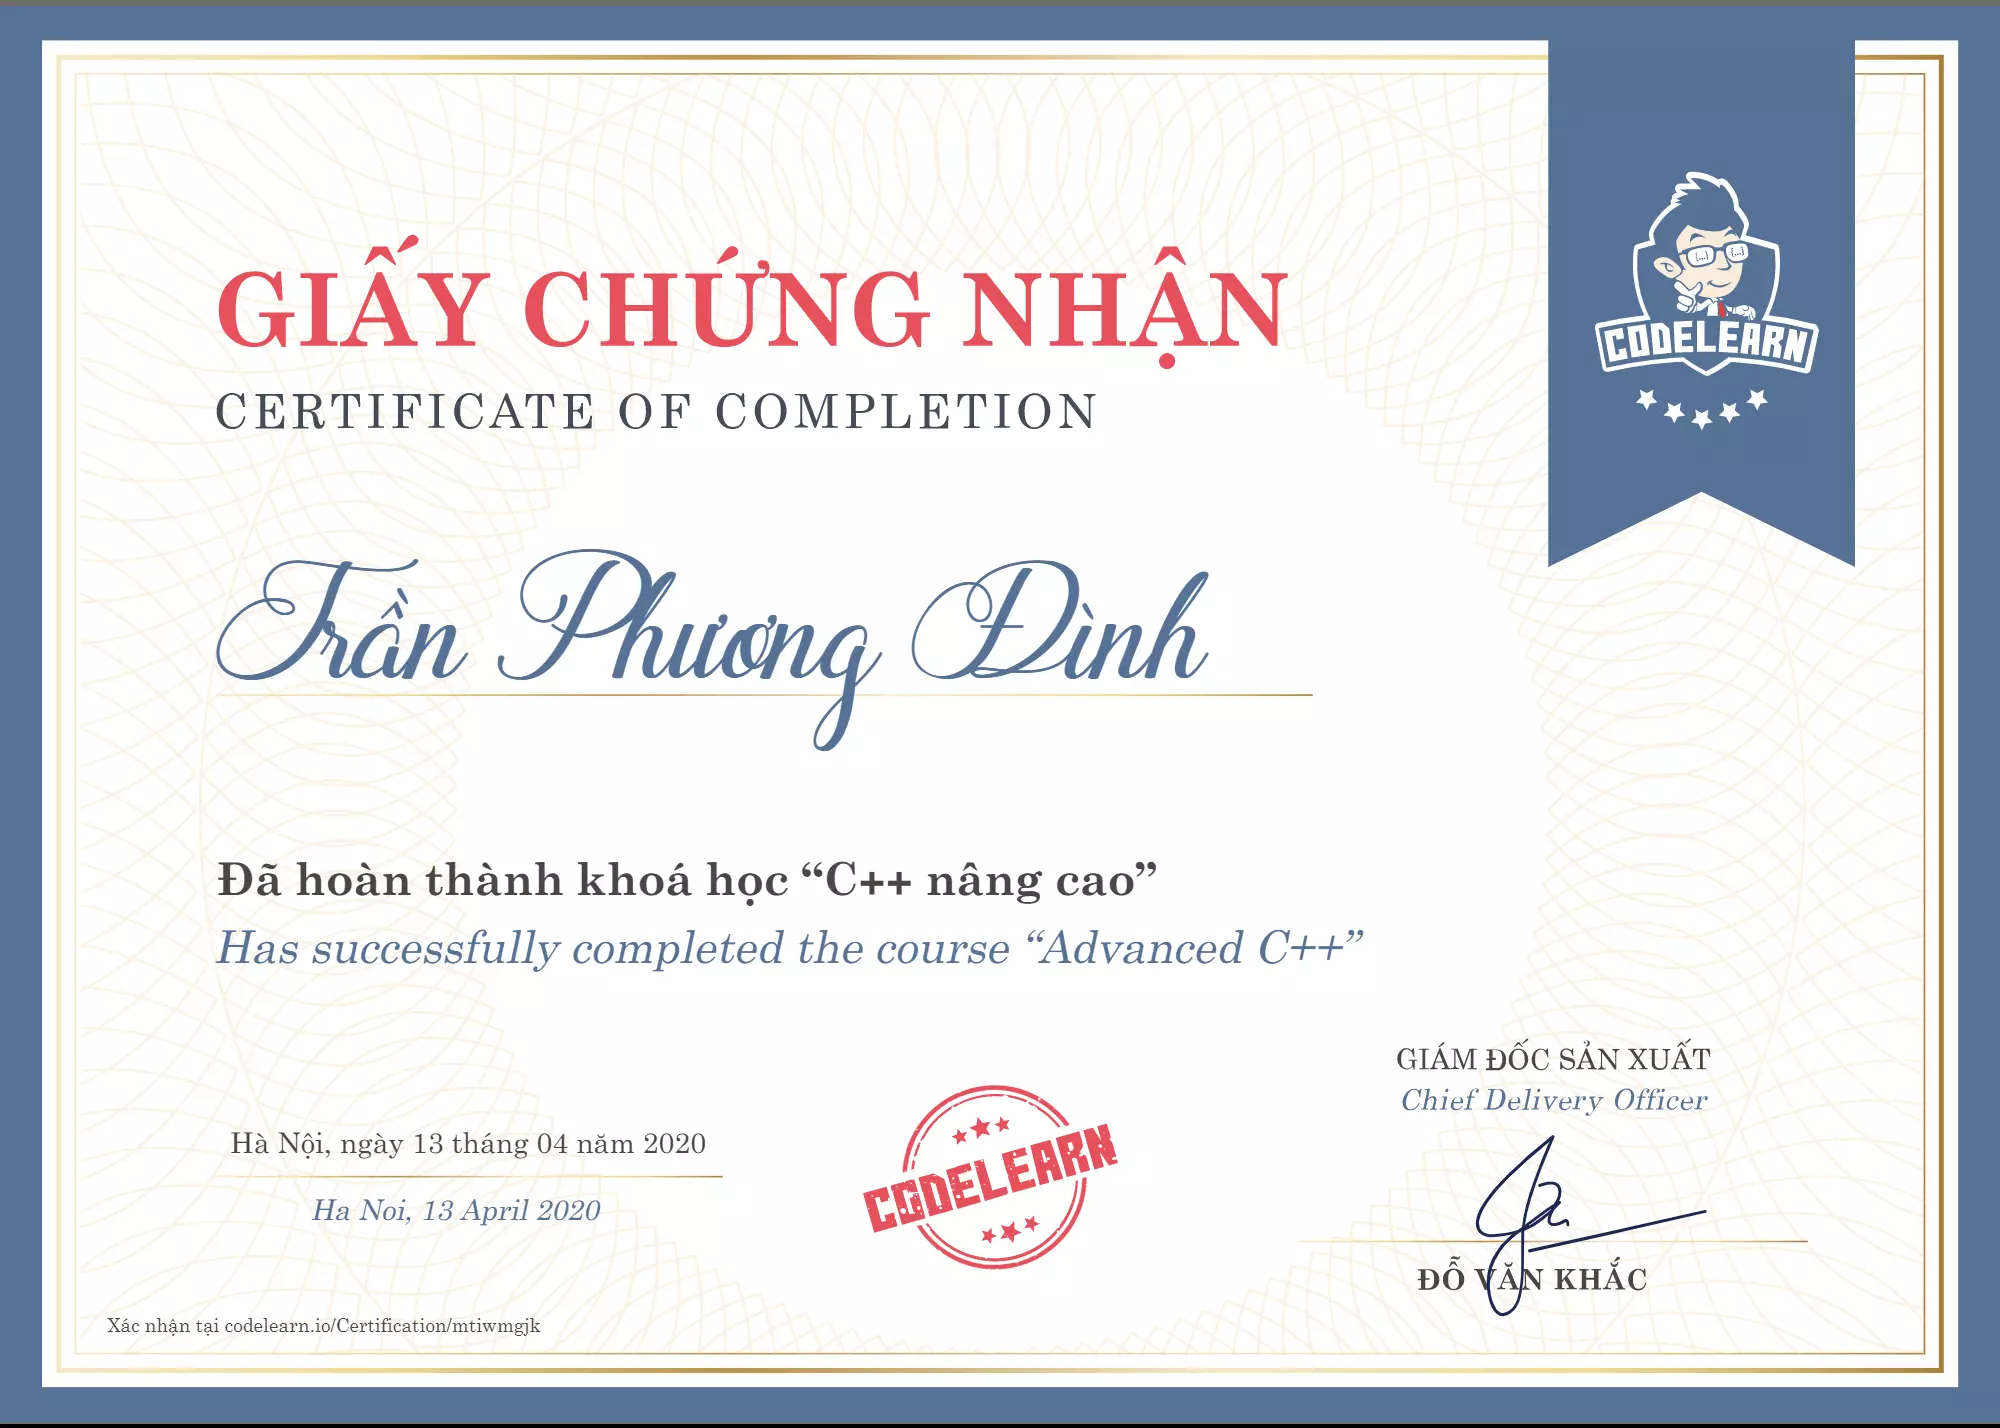 GIẤY CHỨNG NHẬN
CERTIFICATE OF COMPLETION
CODELEARN
Trần Phương Đình
Đã hoàn thành khoá học “C++ nâng cao”
Has successfully completed the course “Advanced C++”
GIÁM ĐỐC SẢN XUẤT
Chief Delivery Officer
Hà Nội, ngày 13 tháng 04 năm 2020
Ha Noi, 13 April 2020
CODELEARN
ĐỖ VĂN KHẮC
Xác nhận tại codelearn.io/Certification/mtiwmgjk